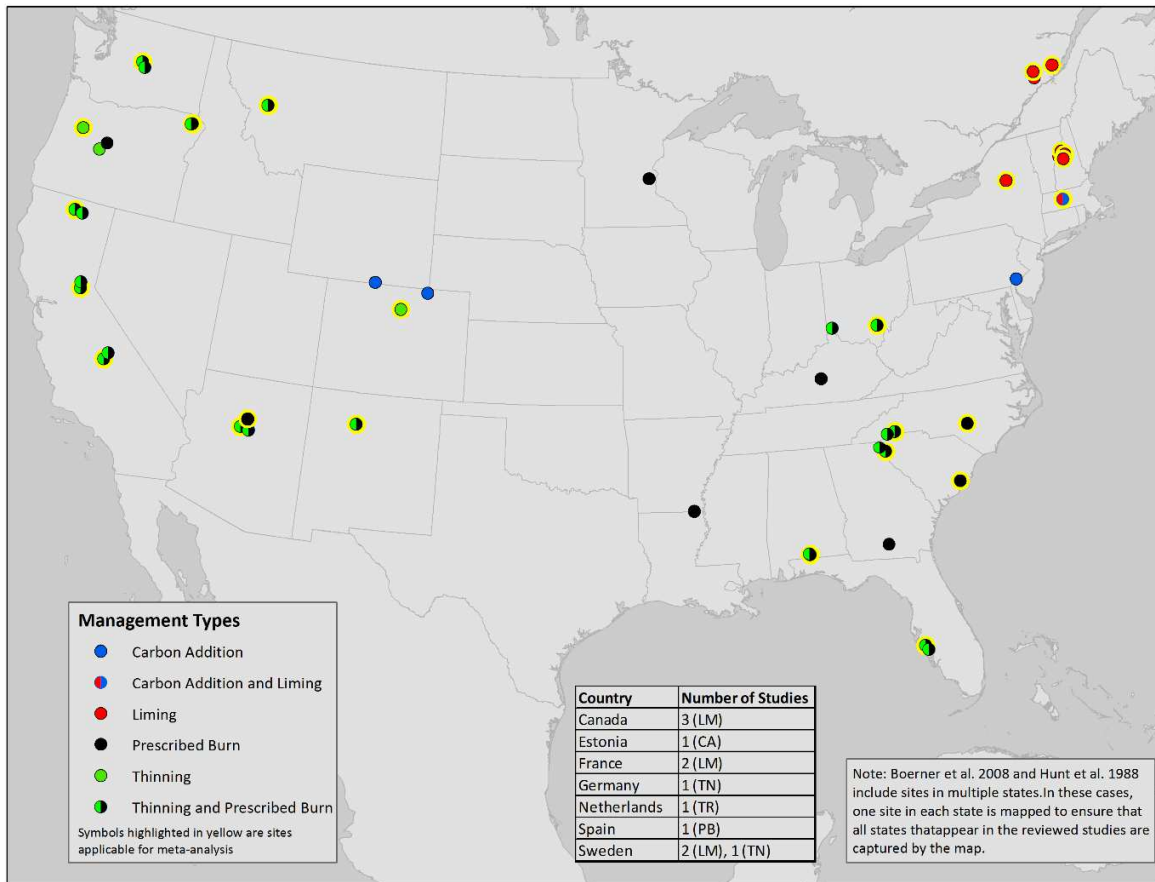 Management Types
Carbon Addition
Carbon Addition and Liming
Liming
Prescribed Burn
Thinning
Thinning and Prescribed Burn
Symbols highlighted in yellow are sites
applicable for meta-analysis
Country Number of Studies
Canada 3 (LM)
Estonia 1 (CA)
France 2 (LM)
Germany 1 (TN)
Netherlands 1 (TR)
Spain 1 (PB)
Sweden 2 (LM), 1 (TN)
Note: Boerner et al. 2008 and Hunt et al. 1988
include sites in multiple states.In these cases,
one site in each state is mapped to ensure that
all states thatappear in the reviewed studies are
captured by the map.